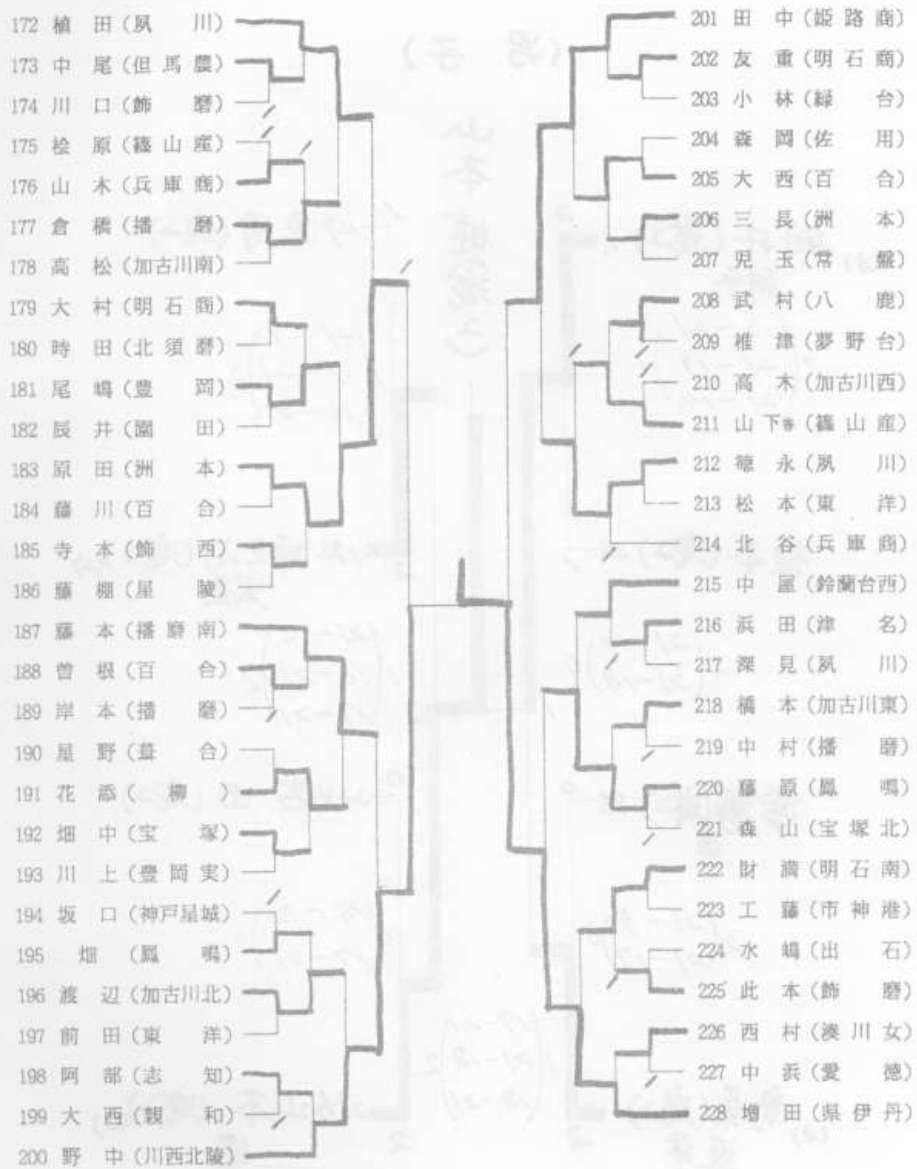 172 植田(夙川)
173 中尾(但馬農)
174 川口(飾磨)
175 桧原(篠山産)
176 山木(兵庫商)
177 倉橋(播磨)
178 高松(加古川南)
179 大村(明石商)
180 時田(北須磨)
181 尾嶋(豊岡)
182 辰井(園田)
183 原田(洲本)
184 藤川(百合)
185 寺本(飾西)
186 藤棚(星陵)
187 藤本(播磨南)
188 曽根(百合)
189 岸本(播磨)
190 星野(葺合)
191 花添(柳)
192 畑中(宝塚)
193 川上(豊岡実)
194 坂口(神戸星城)
195 畑(鳳鳴)
196 渡辺(加古川北)
197 前田(東洋)
198 阿部(志知)
199 大西(親和)
200 野中(川西北陵)
201 田中(姫路商)
202 友重(明石商)
203 小林(緑台)
204 森岡(佐用)
205 大西(百合)
206 三長(洲本)
207 児玉(常盤)
208 武村(八鹿)
209 椎津(夢野台)
210 高木(加古川西)
211 山下香(篠山産)
212 徳永(夙川)
213 松本(東洋)
214 北谷(兵庫商)
215 中屋(鈴蘭台西)
216 浜田(津名)
217 深見(夙川)
218 橋本(加古川東)
219 中村(播磨)
220 藤原(鳳鳴)
221 森山(宝塚北)
222 財満(明石南)
223 工藤(市神港)
224 水嶋(出石)
225 此本(飾磨)
226 西村(湊川女)
227 中浜(愛徳)
228 増田(県伊丹)